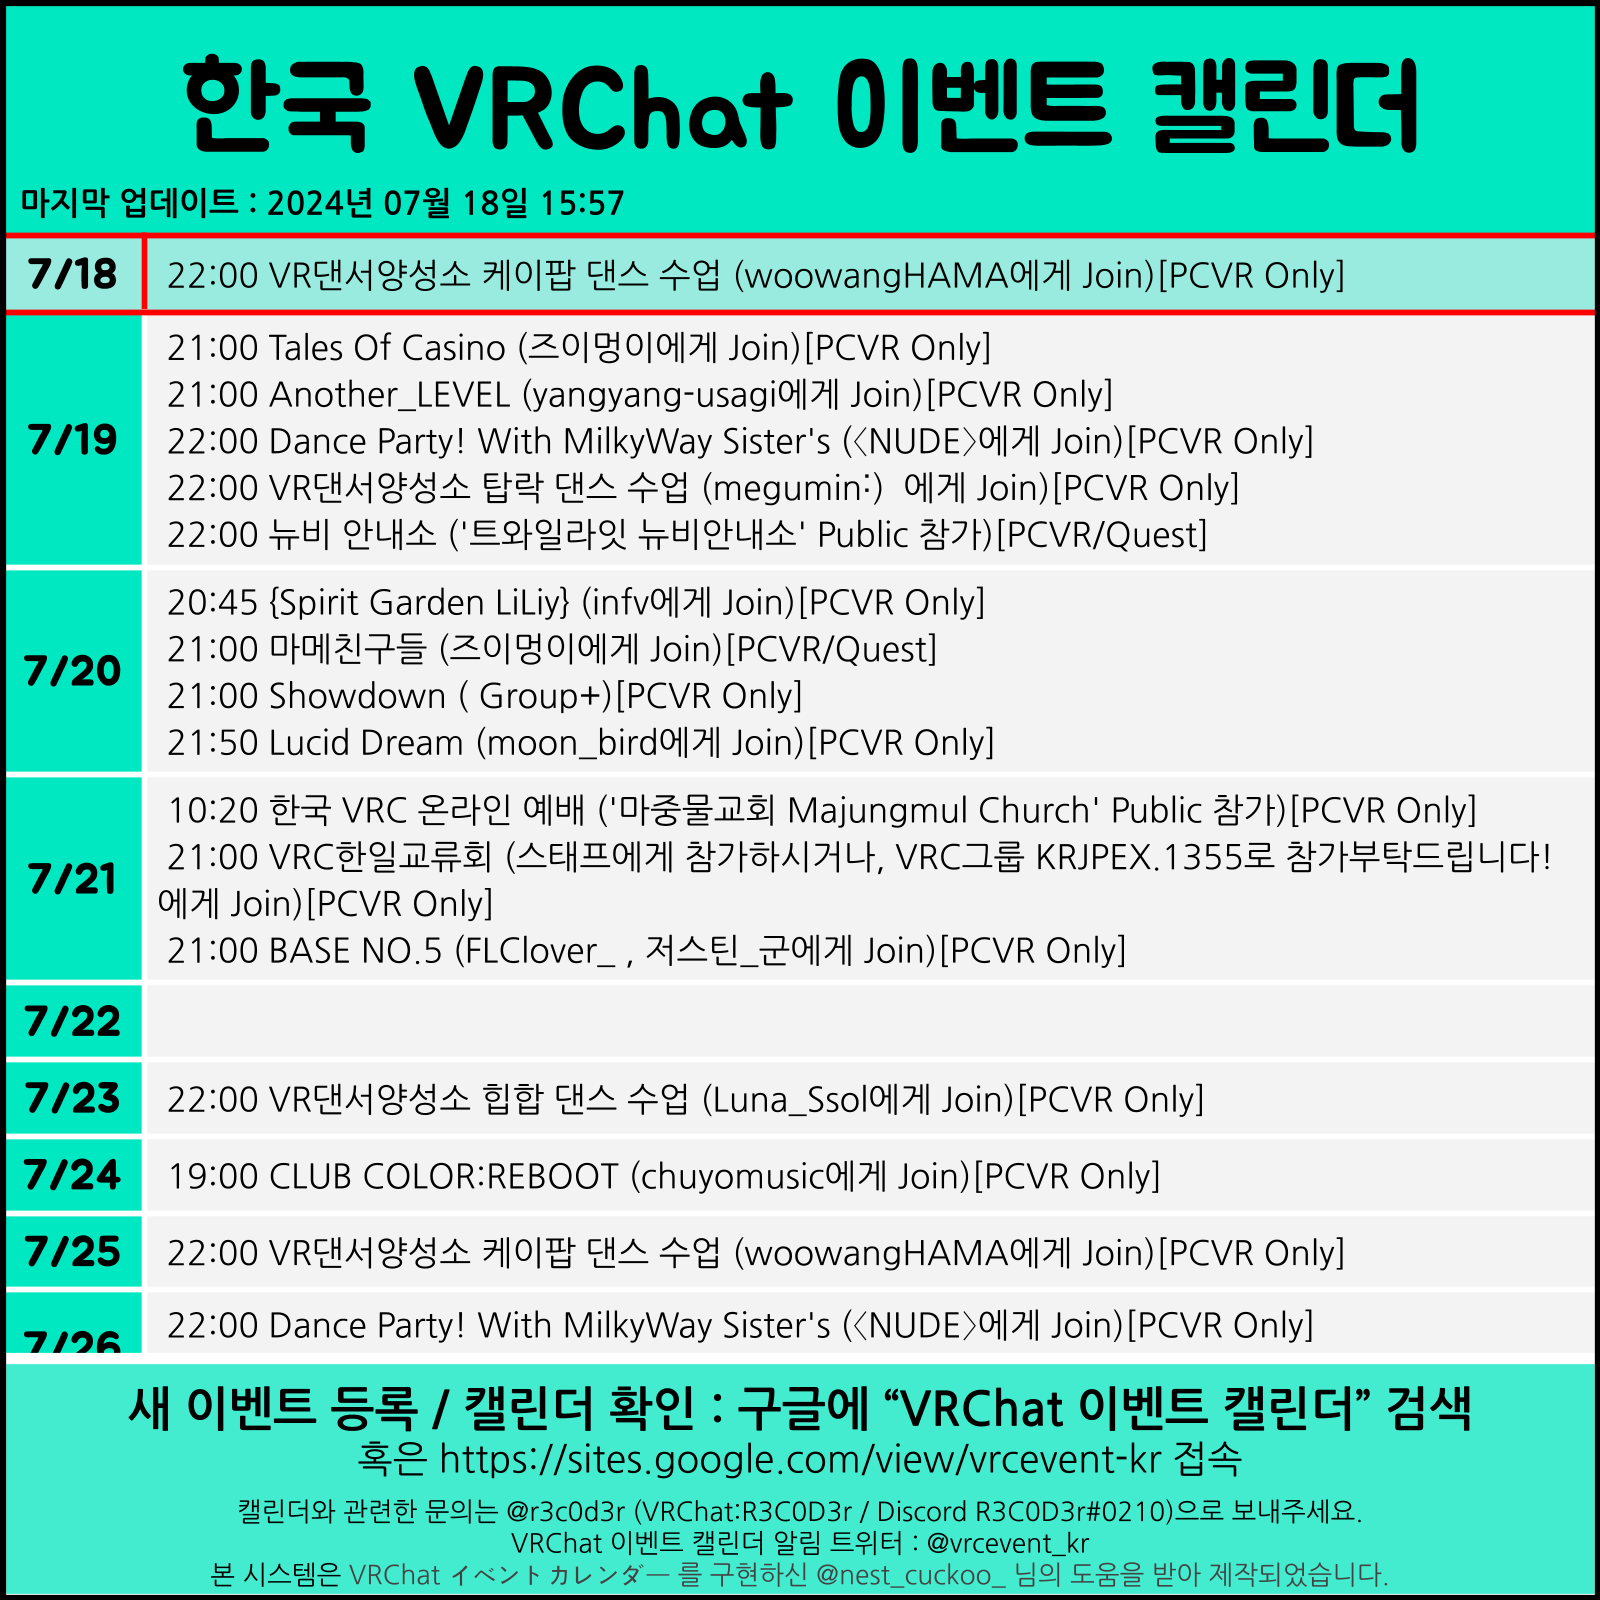 한국 VRChat 이벤트 캘린더
마지막 업데이트 : 2024년 07월 18일 15:57
7/18
22:00 VR댄서양성소 케이팝 댄스 수업 (woowangHAMA에게 Join)[PCVR Only]
7/19
21:00 Tales Of Casino (즈이멍이에게 Join)[PCVR Only]
21:00 Another_LEVEL (yangyang-usagi에게 Join)[PCVR Only]
22:00 Dance Party! With MilkyWay Sister's (〈NUDE〉에게 Join)[PCVR Only]
22:00 VR댄서양성소 탑락 댄스 수업 (megumin:)  에게 Join)[PCVR Only]
22:00 뉴비 안내소 ('트와일라잇 뉴비안내소' Public 참가)[PCVR/Quest]
7/20
20:45 {Spirit Garden LiLiy} (infv에게 Join)[PCVR Only]
21:00 마메친구들 (즈이멍이에게 Join)[PCVR/Quest]
21:00 Showdown ( Group+)[PCVR Only]
21:50 Lucid Dream (moon_bird에게 Join)[PCVR Only]
7/21
10:20 한국 VRC 온라인 예배 ('마중물교회 Majungmul Church' Public 참가)[PCVR Only]
21:00 VRC한일교류회 (스태프에게 참가하시거나, VRC그룹 KRJPEX.1355로 참가부탁드립니다!
에게 Join)[PCVR Only]
21:00 BASE NO.5 (FLClover_ , 저스틴_군에게 Join)[PCVR Only]
7/22
7/23
22:00 VR댄서양성소 힙합 댄스 수업 (Luna_Ssol에게 Join)[PCVR Only]
7/24
19:00 CLUB COLOR:REBOOT (chuyomusic에게 Join)[PCVR Only]
7/25
22:00 VR댄서양성소 케이팝 댄스 수업 (woowangHAMA에게 Join)[PCVR Only]
7/26
22:00 Dance Party! With MilkyWay Sister's (〈NUDE〉에게 Join)[PCVR Only]
새 이벤트 등록 / 캘린더 확인 : 구글에 “VRChat 이벤트 캘린더” 검색
혹은 https://sites.google.com/view/vrcevent-kr 접속
캘린더와 관련한 문의는 @r3c0d3r (VRChat:R3C0D3r / Discord R3C0D3r#0210)으로 보내주세요.
VRChat 이벤트 캘린더 알림 트위터 : @vrcevent_kr
본 시스템은 VRChat イベントカレンダー 를 구현하신 @nest_cuckoo_ 님의 도움을 받아 제작되었습니다.